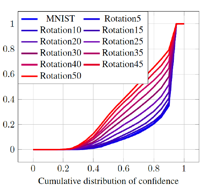 MNIST Rotation5
Rotation10 Rotation15
Rotation20 Rotation25
Rotation30 Rotation35
Rotation40 Rotation45
Rotation50
1
0.8
0.6
0.4
0.2
0
0 0.2 0.4 0.6 0.8 1
Cumulative distribution of confidence